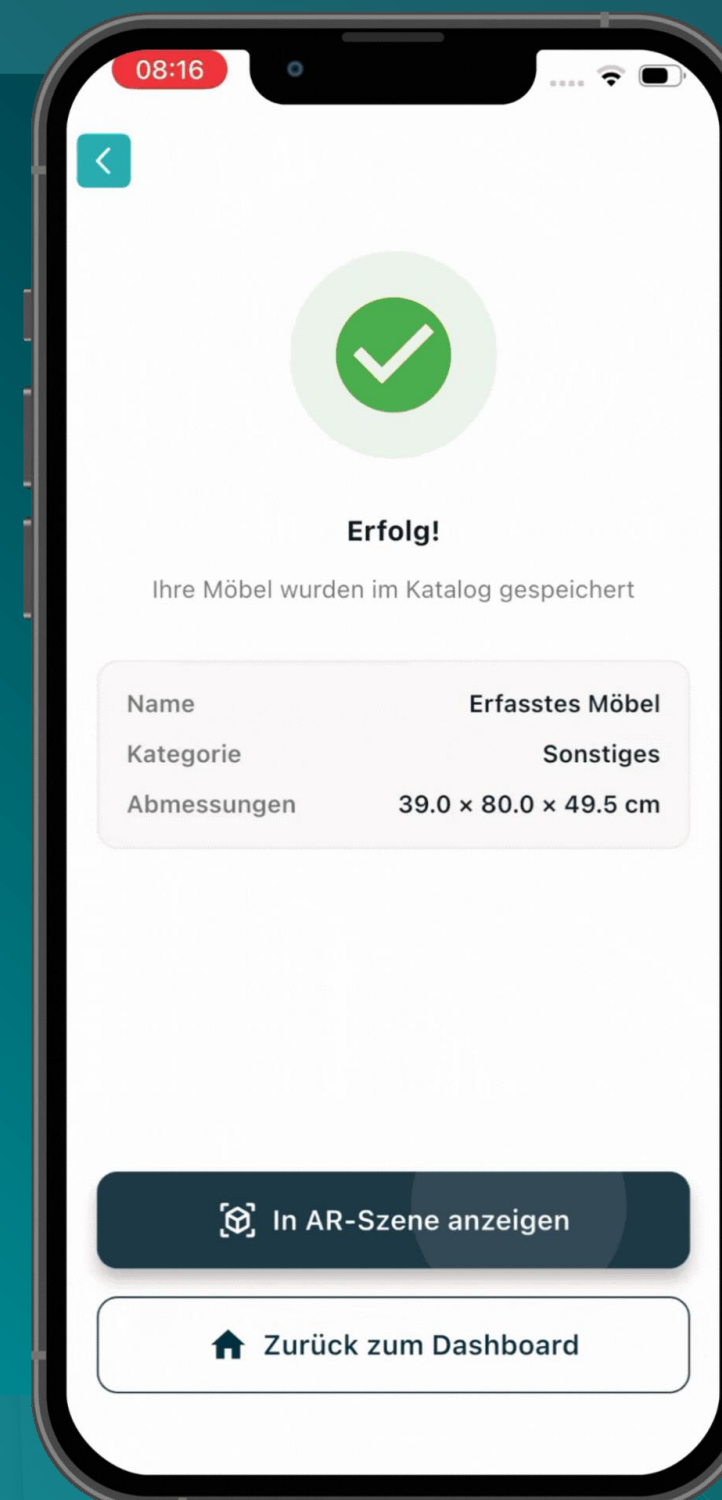 08:16
Erfolg!
Ihre Möbel wurden im Katalog gespeichert
Name Erfasstes Möbel
Kategorie Sonstiges
Abmessungen 39.0 × 80.0 × 49.5 cm
In AR-Szene anzeigen
Zurück zum Dashboard